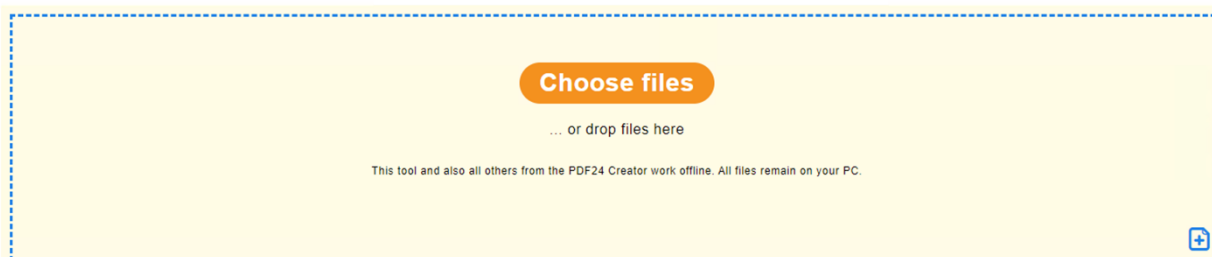 Choose files
... or drop files here
This tool and also all others from the PDF24 Creator work offline. All files remain on your PC.